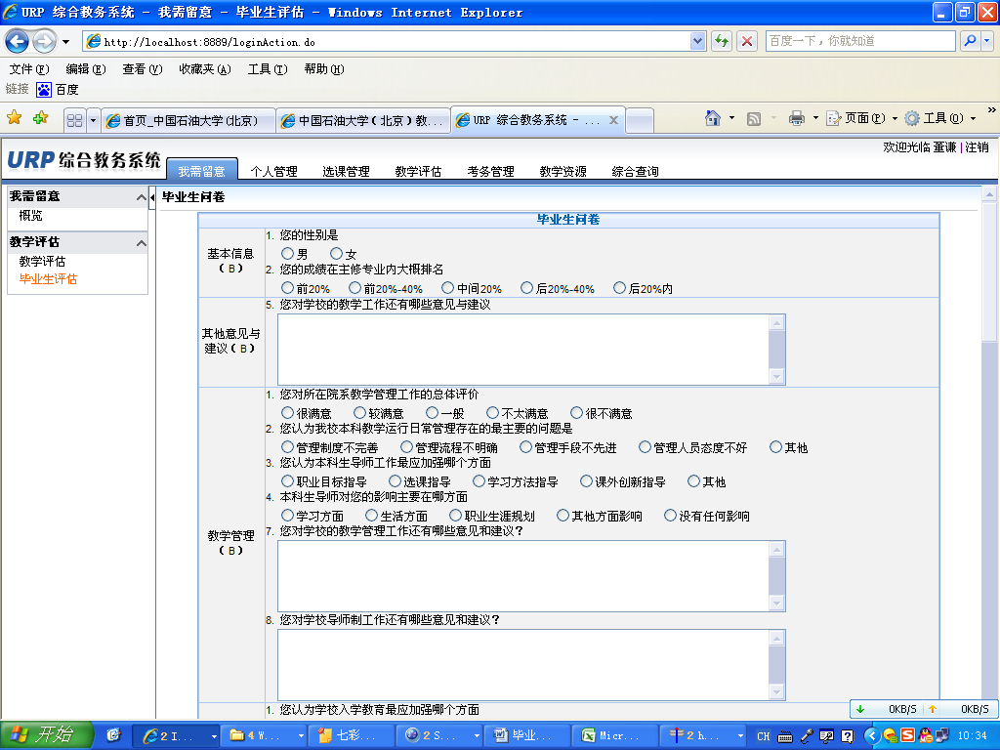 URP 综合教务系统 - 我需留意 - 毕业生评估 - Windows Internet Explorer
http://localhost:8889/loginAction.do
百度一下，你就知道
文件(F) 编辑(E) 查看(V) 收藏夹(A) 工具(T) 帮助(H)
链接 百度
首页_中国石油大学(北京) 中国石油大学（北京）教... URP 综合教务系统 - ... 页面(P) 工具(O) »
欢迎光临 董谦 | 注销
URP 综合教务系统 我需留意 个人管理 选课管理 教学评估 考务管理 教学资源 综合查询
我需留意
概览
教学评估
教学评估
毕业生评估
毕业生问卷
毕业生问卷
基本信息
（B）
1. 您的性别是
男 女
2. 您的成绩在主修专业内大概排名
前20% 前20%-40% 中间20% 后20%-40% 后20%内
其他意见与
建议（B）
5. 您对学校的教学工作还有哪些意见与建议
教学管理
（B）
1. 您对所在院系教学管理工作的总体评价
很满意 较满意 一般 不太满意 很不满意
2. 您认为我校本科教学运行日常管理存在的最主要的问题是
管理制度不完善 管理流程不明确 管理手段不先进 管理人员态度不好 其他
3. 您认为本科生导师工作最应加强哪个方面
职业目标指导 选课指导 学习方法指导 课外创新指导 其他
4. 本科生导师对您的影响主要在哪方面
学习方面 生活方面 职业生涯规划 其他方面影响 没有任何影响
7. 您对学校的教学管理工作还有哪些意见和建议？
8. 您对学校导师制工作还有哪些意见和建议？
1. 您认为学校入学教育最应加强哪个方面
0KB/S 0KB/S
开始 2 I... 4 W... 七彩... 2 S... 毕业... Micr... 2 h... CH 10:34